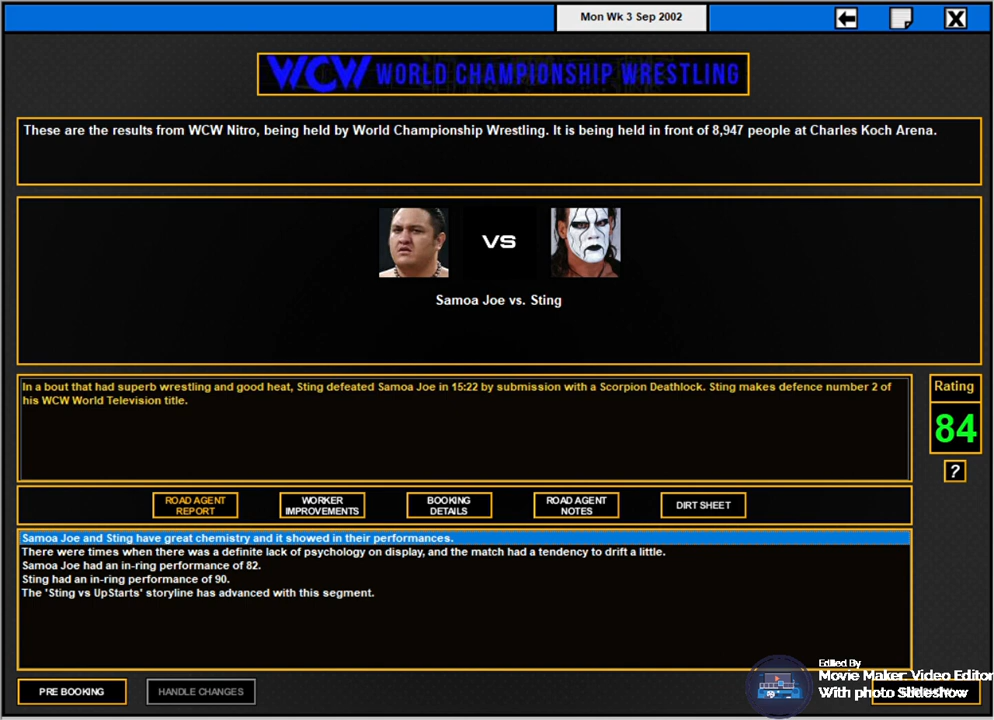 Mon Wk 3 Sep 2002
WCW WORLD CHAMPIONSHIP WRESTLING
These are the results from WCW Nitro, being held by World Championship Wrestling. It is being held in front of 8,947 people at Charles Koch Arena.
VS
Samoa Joe vs. Sting
In a bout that had superb wrestling and good heat, Sting defeated Samoa Joe in 15:22 by submission with a Scorpion Deathlock. Sting makes defence number 2 of
his WCW World Television title.
Rating
84
?
ROAD AGENT
REPORT
WORKER
IMPROVEMENTS
BOOKING
DETAILS
ROAD AGENT
NOTES
DIRT SHEET
Samoa Joe and Sting have great chemistry and it showed in their performances.
There were times when there was a definite lack of psychology on display, and the match had a tendency to drift a little.
Samoa Joe had an in-ring performance of 82.
Sting had an in-ring performance of 90.
The 'Sting vs UpStarts' storyline has advanced with this segment.
PRE BOOKING
HANDLE CHANGES
Edited By
Movie Maker: Video Editor
With photo Slideshow